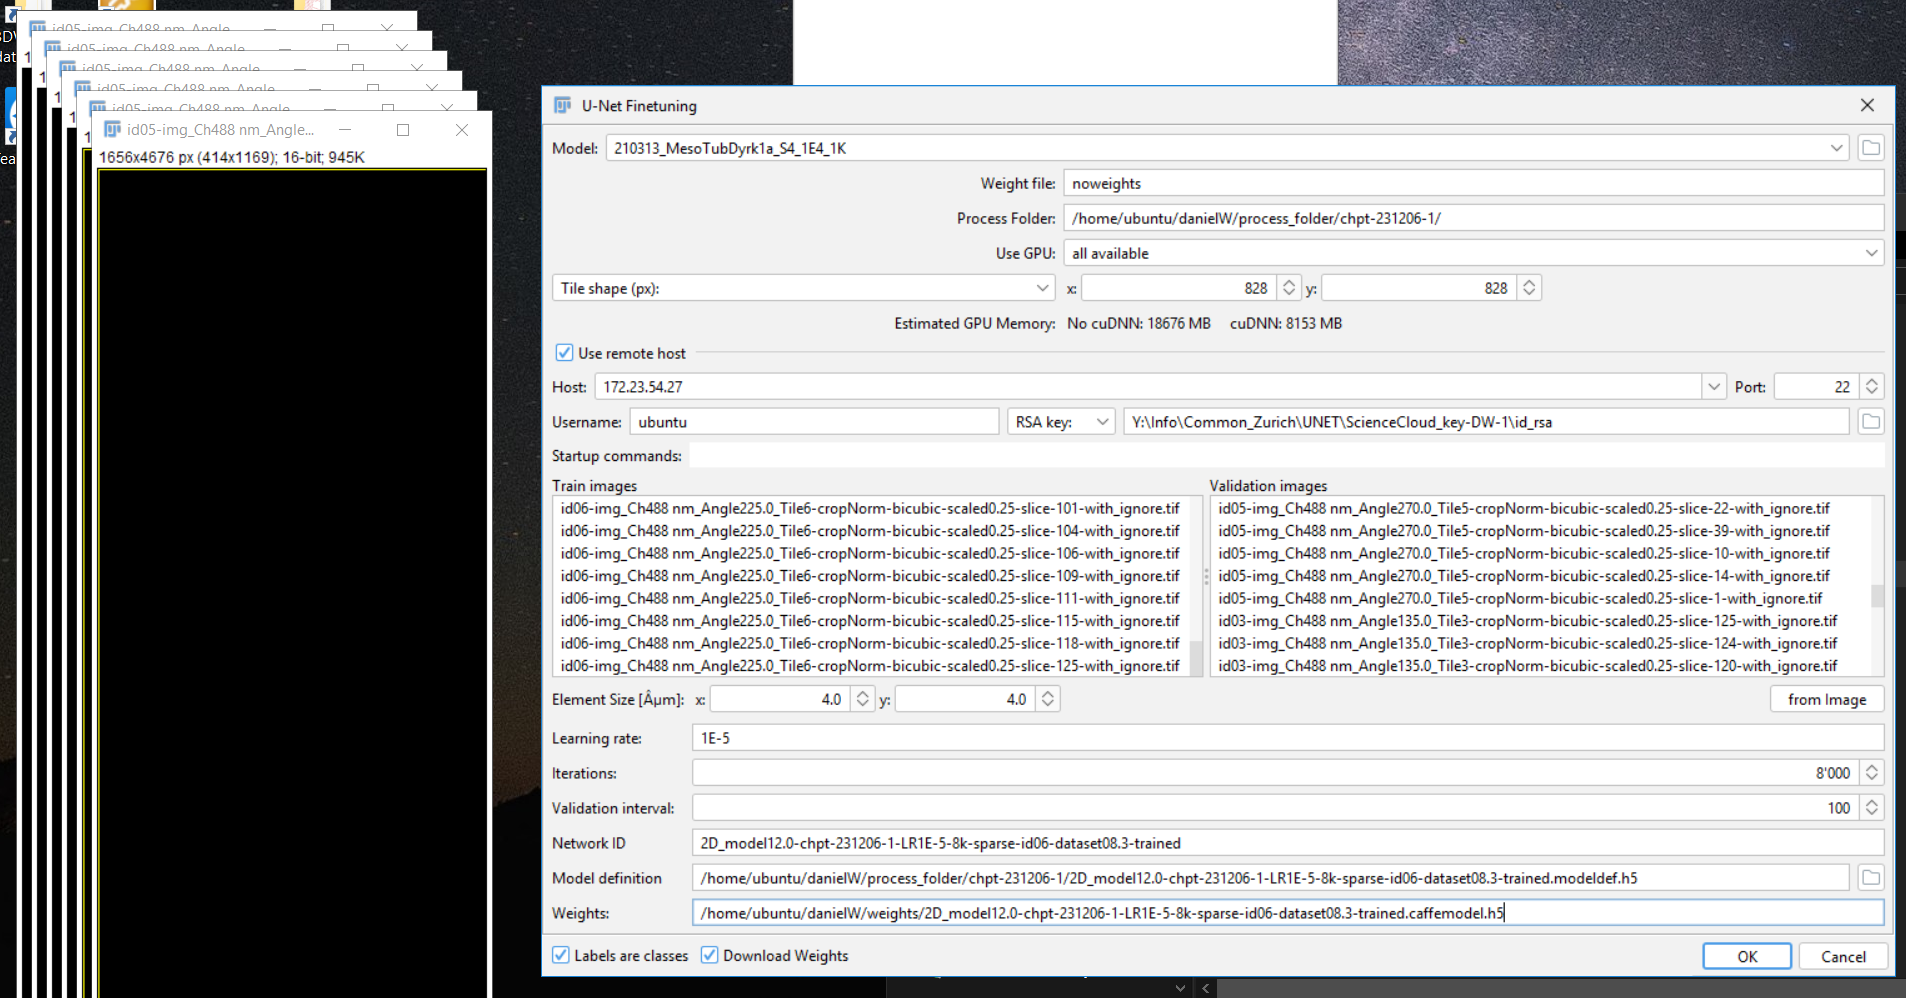 id05-img_Ch488 nm_Angle
id05-img_Ch488 nm_Angle
id05-img_Ch488 nm_Angle
id05-img_Ch488 nm_Angle
id05-img_Ch488 nm_Angle
id05-img_Ch488 nm_Angle...
1656x4676 px (414x1169); 16-bit; 945K
U-Net Finetuning
Model: 210313_MesoTubDyrk1a_S4_1E4_1K
Weight file: noweights
Process Folder: /home/ubuntu/danielW/process_folder/chpt-231206-1/
Use GPU: all available
Tile shape (px): x: 828 y: 828
Estimated GPU Memory: No cuDNN: 18676 MB cuDNN: 8153 MB
Use remote host
Host: 172.23.54.27 Port: 22
Username: ubuntu RSA key: Y:\Info\Common_Zurich\UNET\ScienceCloud_key-DW-1\id_rsa
Startup commands:
Train images
id06-img_Ch488 nm_Angle225.0_Tile6-cropNorm-bicubic-scaled0.25-slice-101-with_ignore.tif
id06-img_Ch488 nm_Angle225.0_Tile6-cropNorm-bicubic-scaled0.25-slice-104-with_ignore.tif
id06-img_Ch488 nm_Angle225.0_Tile6-cropNorm-bicubic-scaled0.25-slice-106-with_ignore.tif
id06-img_Ch488 nm_Angle225.0_Tile6-cropNorm-bicubic-scaled0.25-slice-109-with_ignore.tif
id06-img_Ch488 nm_Angle225.0_Tile6-cropNorm-bicubic-scaled0.25-slice-111-with_ignore.tif
id06-img_Ch488 nm_Angle225.0_Tile6-cropNorm-bicubic-scaled0.25-slice-115-with_ignore.tif
id06-img_Ch488 nm_Angle225.0_Tile6-cropNorm-bicubic-scaled0.25-slice-118-with_ignore.tif
id06-img_Ch488 nm_Angle225.0_Tile6-cropNorm-bicubic-scaled0.25-slice-125-with_ignore.tif
Validation images
id05-img_Ch488 nm_Angle270.0_Tile5-cropNorm-bicubic-scaled0.25-slice-22-with_ignore.tif
id05-img_Ch488 nm_Angle270.0_Tile5-cropNorm-bicubic-scaled0.25-slice-39-with_ignore.tif
id05-img_Ch488 nm_Angle270.0_Tile5-cropNorm-bicubic-scaled0.25-slice-10-with_ignore.tif
id05-img_Ch488 nm_Angle270.0_Tile5-cropNorm-bicubic-scaled0.25-slice-14-with_ignore.tif
id05-img_Ch488 nm_Angle270.0_Tile5-cropNorm-bicubic-scaled0.25-slice-1-with_ignore.tif
id03-img_Ch488 nm_Angle135.0_Tile3-cropNorm-bicubic-scaled0.25-slice-125-with_ignore.tif
id03-img_Ch488 nm_Angle135.0_Tile3-cropNorm-bicubic-scaled0.25-slice-124-with_ignore.tif
id03-img_Ch488 nm_Angle135.0_Tile3-cropNorm-bicubic-scaled0.25-slice-120-with_ignore.tif
Element Size [Âµm]: x: 4.0 y: 4.0 from Image
Learning rate: 1E-5
Iterations: 8'000
Validation interval: 100
Network ID 2D_model12.0-chpt-231206-1-LR1E-5-8k-sparse-id06-dataset08.3-trained
Model definition /home/ubuntu/danielW/process_folder/chpt-231206-1/2D_model12.0-chpt-231206-1-LR1E-5-8k-sparse-id06-dataset08.3-trained.modeldef.h5
Weights: /home/ubuntu/danielW/weights/2D_model12.0-chpt-231206-1-LR1E-5-8k-sparse-id06-dataset08.3-trained.caffemodel.h5
Labels are classes Download Weights OK Cancel